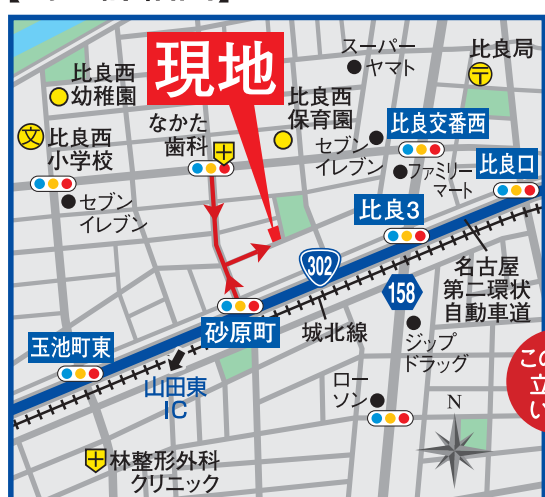 スーパー
ヤマト
比良局
〒
比良西
幼稚園
現地
比良西
保育園
なかた
歯科
文
比良西
小学校
セブン
イレブン
比良交番西
ファミリー
マート
比良口
セブン
イレブン
比良3
302
名古屋
第二環状
自動車道
158
砂原町
城北線
ジップ
ドラッグ
玉池町東
山田東
IC
ロー
ソン
N
林整形外科
クリニック
この
立
い